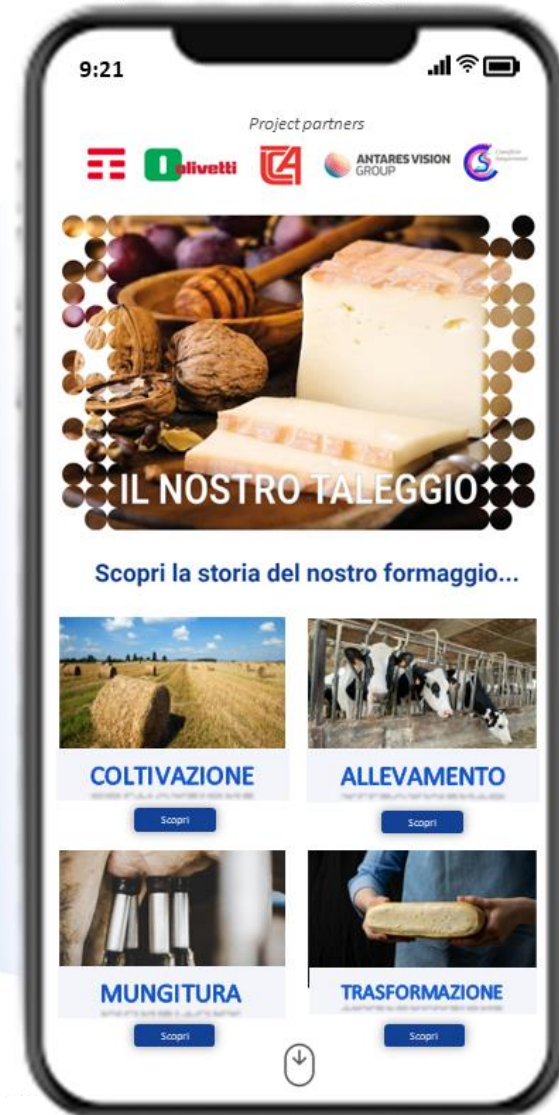 9:21
Project partners
olivetti
ANTARES VISION
GROUP
IL NOSTRO TALEGGIO
Scopri la storia del nostro formaggio...
COLTIVAZIONE
ALLEVAMENTO
Scopri
Scopri
MUNGITURA
TRASFORMAZIONE
Scopri
Scopri